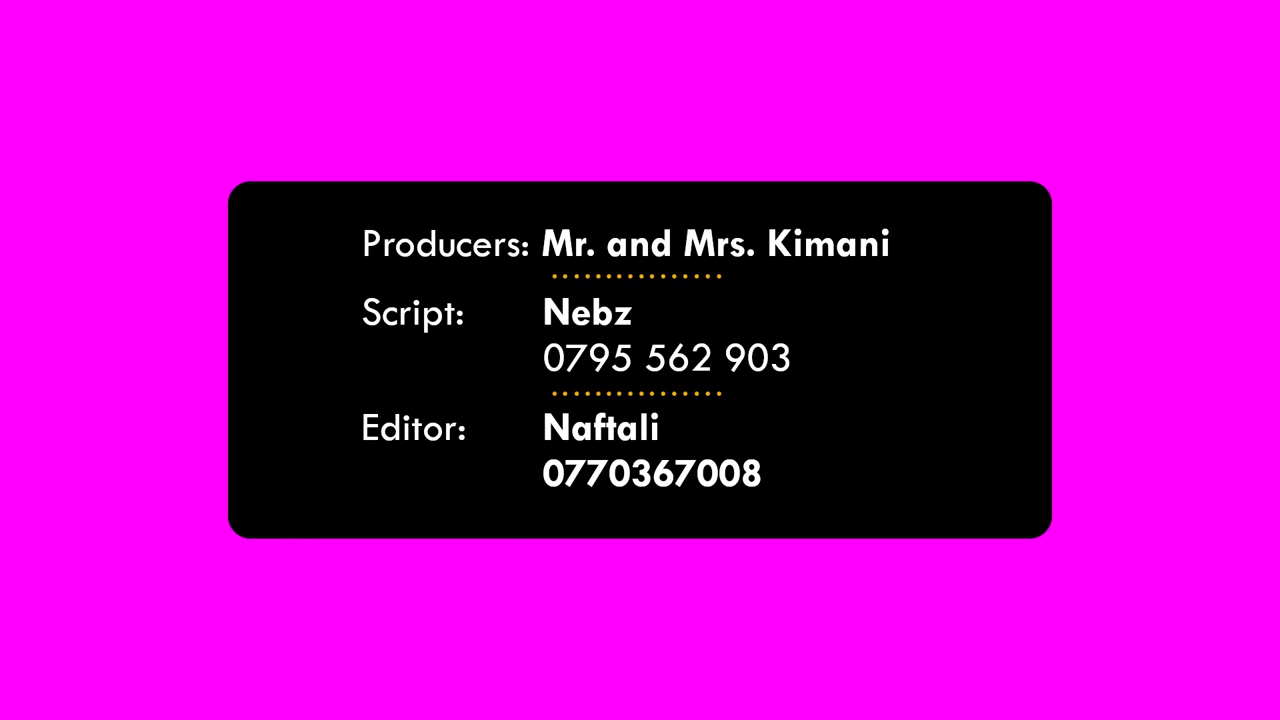 Producers: Mr. and Mrs. Kimani
Script: Nebz
0795 562 903
Editor: Naftali
0770367008